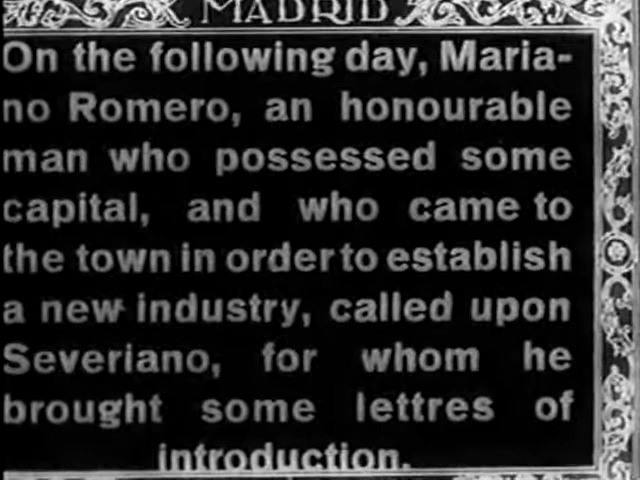 MADRID
On the following day, Maria-
no Romero, an honourable
man who possessed some
capital, and who came to
the town in order to establish
a new industry, called upon
Severiano, for whom he
brought some lettres of
introduction.